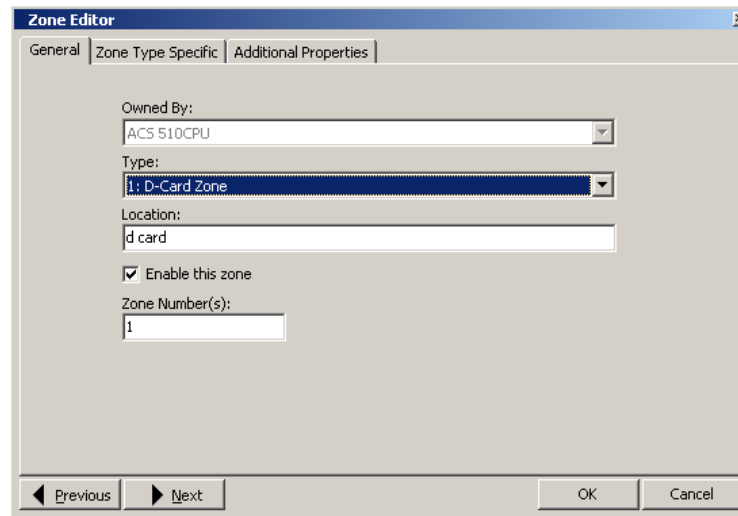 Zone Editor
General Zone Type Specific Additional Properties
Owned By:
ACS 510CPU
Type:
1: D-Card Zone
Location:
d card
Enable this zone
Zone Number(s):
1
Previous Next OK Cancel